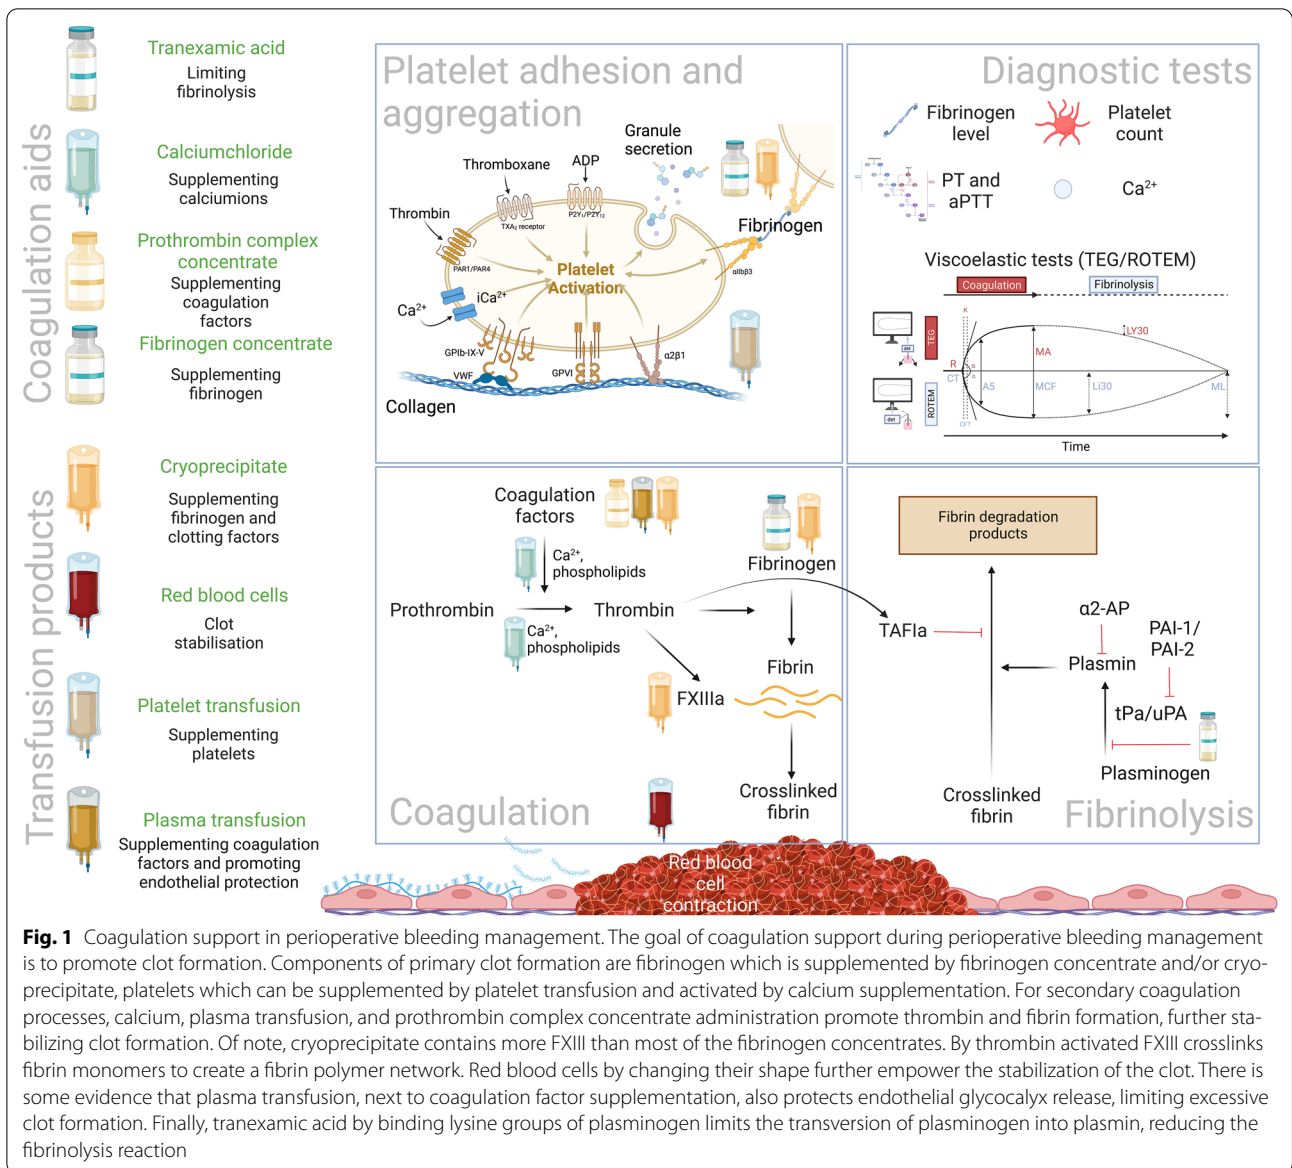 Coagulation aids
Tranexamic acid
Limiting
fibrinolysis
Calciumchloride
Supplementing
calciumions
Prothrombin complex
concentrate
Supplementing
coagulation
factors
Fibrinogen concentrate
Supplementing
fibrinogen
Transfusion products
Cryoprecipitate
Supplementing
fibrinogen and
clotting factors
Red blood cells
Clot
stabilisation
Platelet transfusion
Supplementing
platelets
Plasma transfusion
Supplementing coagulation
factors and promoting
endothelial protection
Platelet adhesion and
aggregation
Granule
secretion
ADP
Thromboxane
P2Y₁/P2Y₁₂
TXA₂ receptor
Thrombin
Fibrinogen
PAR1/PAR4
Platelet
Activation
αIIbβ3
iCa²⁺
Ca²⁺
GPIb-IX-V
α2β1
VWF
GPVI
Collagen
Diagnostic tests
Fibrinogen
level
Platelet
count
PT and
aPTT
Ca²⁺
Viscoelastic tests (TEG/ROTEM)
Coagulation
Fibrinolysis
K
TEG
det
LY30
MA
R
α
CT
α
A5
MCF
Li30
ML
ROTEM
det
CFT
Time
Coagulation
factors
Ca²⁺,
phospholipids
Fibrinogen
Prothrombin
Thrombin
Ca²⁺,
phospholipids
Fibrin
FXIIIa
Crosslinked
fibrin
Coagulation
Fibrin degradation
products
α2-AP
TAFIa
PAI-1/
PAI-2
Plasmin
tPa/uPA
Plasminogen
Crosslinked
fibrin
Fibrinolysis
Red blood
cell
contraction
Fig. 1 Coagulation support in perioperative bleeding management. The goal of coagulation support during perioperative bleeding management
is to promote clot formation. Components of primary clot formation are fibrinogen which is supplemented by fibrinogen concentrate and/or cryo-
precipitate, platelets which can be supplemented by platelet transfusion and activated by calcium supplementation. For secondary coagulation
processes, calcium, plasma transfusion, and prothrombin complex concentrate administration promote thrombin and fibrin formation, further sta-
bilizing clot formation. Of note, cryoprecipitate contains more FXIII than most of the fibrinogen concentrates. By thrombin activated FXIII crosslinks
fibrin monomers to create a fibrin polymer network. Red blood cells by changing their shape further empower the stabilization of the clot. There is
some evidence that plasma transfusion, next to coagulation factor supplementation, also protects endothelial glycocalyx release, limiting excessive
clot formation. Finally, tranexamic acid by binding lysine groups of plasminogen limits the transversion of plasminogen into plasmin, reducing the
fibrinolysis reaction